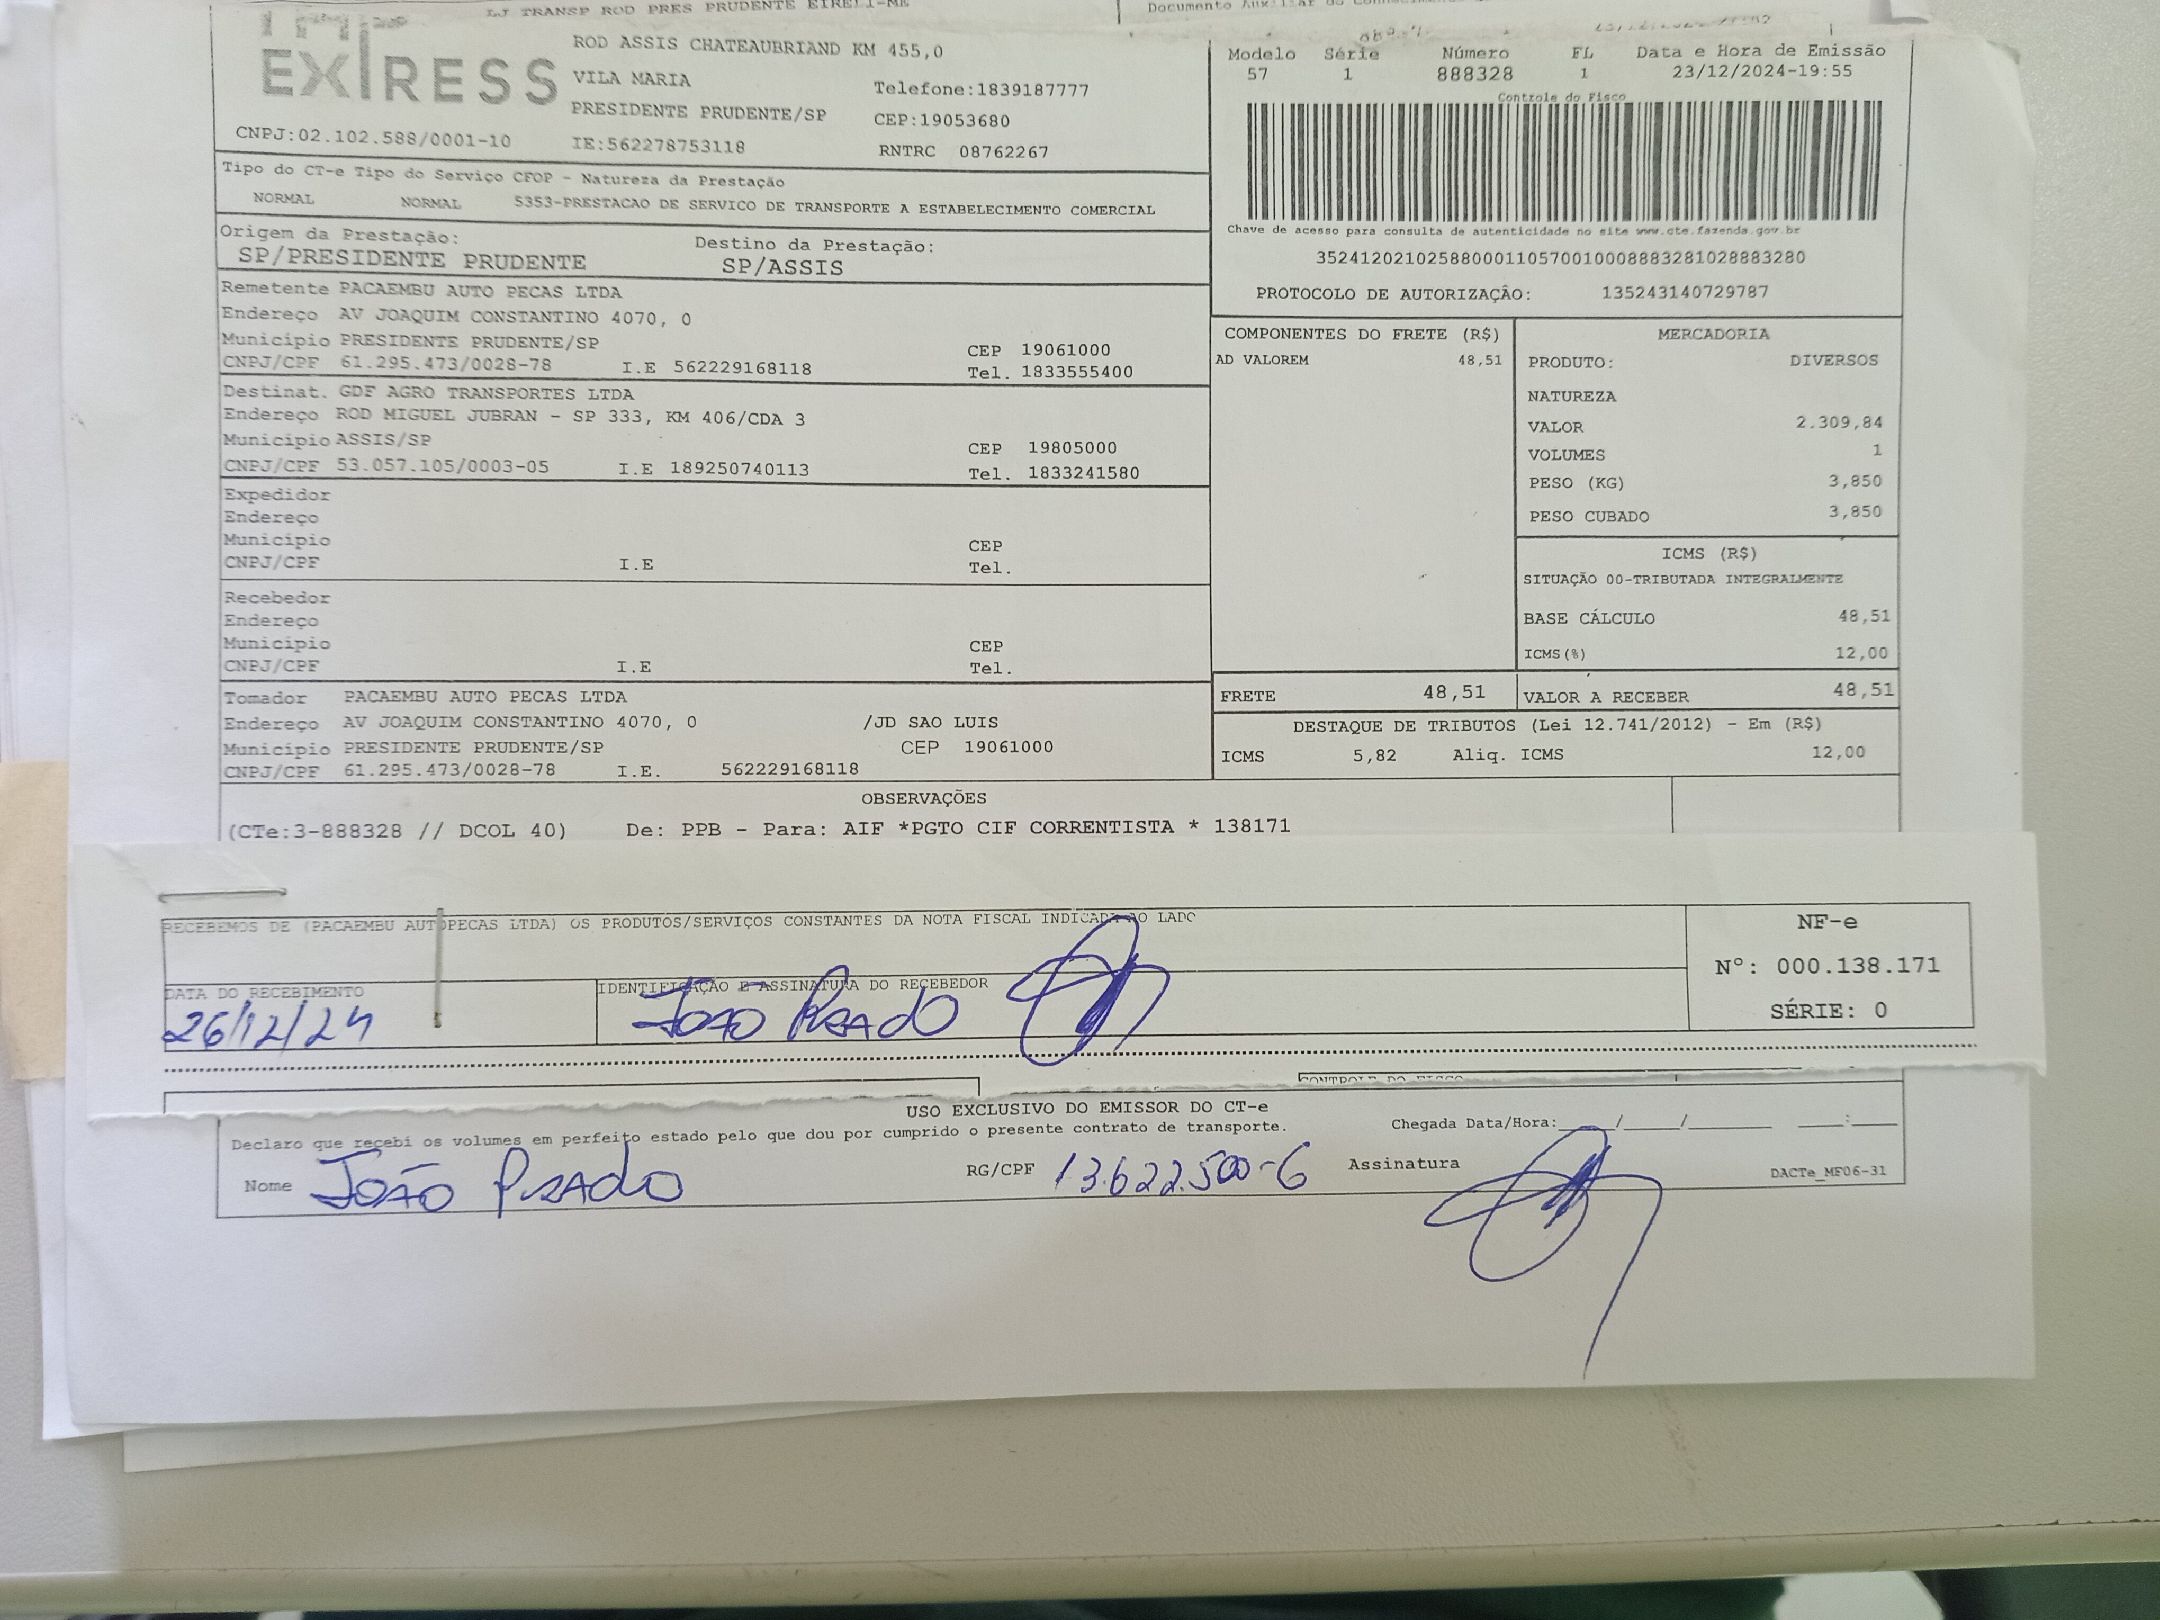 LJ TRANSP ROD PRES PRUDENTE EIRELI-ME
EXPRESS
ROD ASSIS CHATEAUBRIAND KM 455,0
VILA MARIA Telefone:1839187777
PRESIDENTE PRUDENTE/SP CEP:19053680
CNPJ:02.102.588/0001-10 IE:562278753118 RNTRC 08762267
Modelo Série Número FL Data e Hora de Emissão
57 1 888328 1 23/12/2024-19:55
Controle do Fisco
Chave de acesso para consulta de autenticidade no site www.cte.fazenda.gov.br
35241202102588000110570010008883281028883280
PROTOCOLO DE AUTORIZAÇÃO: 135243140729787
Tipo do CT-e Tipo do Serviço CFOP - Natureza da Prestação
NORMAL NORMAL 5353-PRESTACAO DE SERVICO DE TRANSPORTE A ESTABELECIMENTO COMERCIAL
Origem da Prestação: Destino da Prestação:
SP/PRESIDENTE PRUDENTE SP/ASSIS
Remetente PACAEMBU AUTO PECAS LTDA
Endereço AV JOAQUIM CONSTANTINO 4070, 0
Município PRESIDENTE PRUDENTE/SP CEP 19061000
CNPJ/CPF 61.295.473/0028-78 I.E 562229168118 Tel. 1833555400
Destinat. GDF AGRO TRANSPORTES LTDA
Endereço ROD MIGUEL JUBRAN - SP 333, KM 406/CDA 3
Município ASSIS/SP CEP 19805000
CNPJ/CPF 53.057.105/0003-05 I.E 189250740113 Tel. 1833241580
Expedidor
Endereço
Município CEP
CNPJ/CPF I.E Tel.
Recebedor
Endereço
Município CEP
CNPJ/CPF I.E Tel.
Tomador PACAEMBU AUTO PECAS LTDA
Endereço AV JOAQUIM CONSTANTINO 4070, 0 /JD SAO LUIS
Município PRESIDENTE PRUDENTE/SP CEP 19061000
CNPJ/CPF 61.295.473/0028-78 I.E. 562229168118
COMPONENTES DO FRETE (R$)
AD VALOREM 48,51
MERCADORIA
PRODUTO: DIVERSOS
NATUREZA
VALOR 2.309,84
VOLUMES 1
PESO (KG) 3,850
PESO CUBADO 3,850
ICMS (R$)
SITUAÇÃO 00-TRIBUTADA INTEGRALMENTE
BASE CÁLCULO 48,51
ICMS(%) 12,00
FRETE 48,51 VALOR A RECEBER 48,51
DESTAQUE DE TRIBUTOS (Lei 12.741/2012) - Em (R$)
ICMS 5,82 Aliq. ICMS 12,00
OBSERVAÇÕES
(CTe:3-888328 // DCOL 40) De: PPB - Para: AIF *PGTO CIF CORRENTISTA * 138171
RECEBEMOS DE (PACAEMBU AUTOPECAS LTDA) OS PRODUTOS/SERVIÇOS CONSTANTES DA NOTA FISCAL INDICADA AO LADO
DATA DO RECEBIMENTO IDENTIFICAÇÃO E ASSINATURA DO RECEBEDOR
26/12/24 JOÃO PRADO
NF-e
Nº: 000.138.171
SÉRIE: 0
CONTROLE DO FISCO
USO EXCLUSIVO DO EMISSOR DO CT-e
Declaro que recebi os volumes em perfeito estado pelo que dou por cumprido o presente contrato de transporte. Chegada Data/Hora:____/____/______ ___:___
Nome JOÃO PRADO RG/CPF 13.622.500-6 Assinatura DACTe_MF06-31